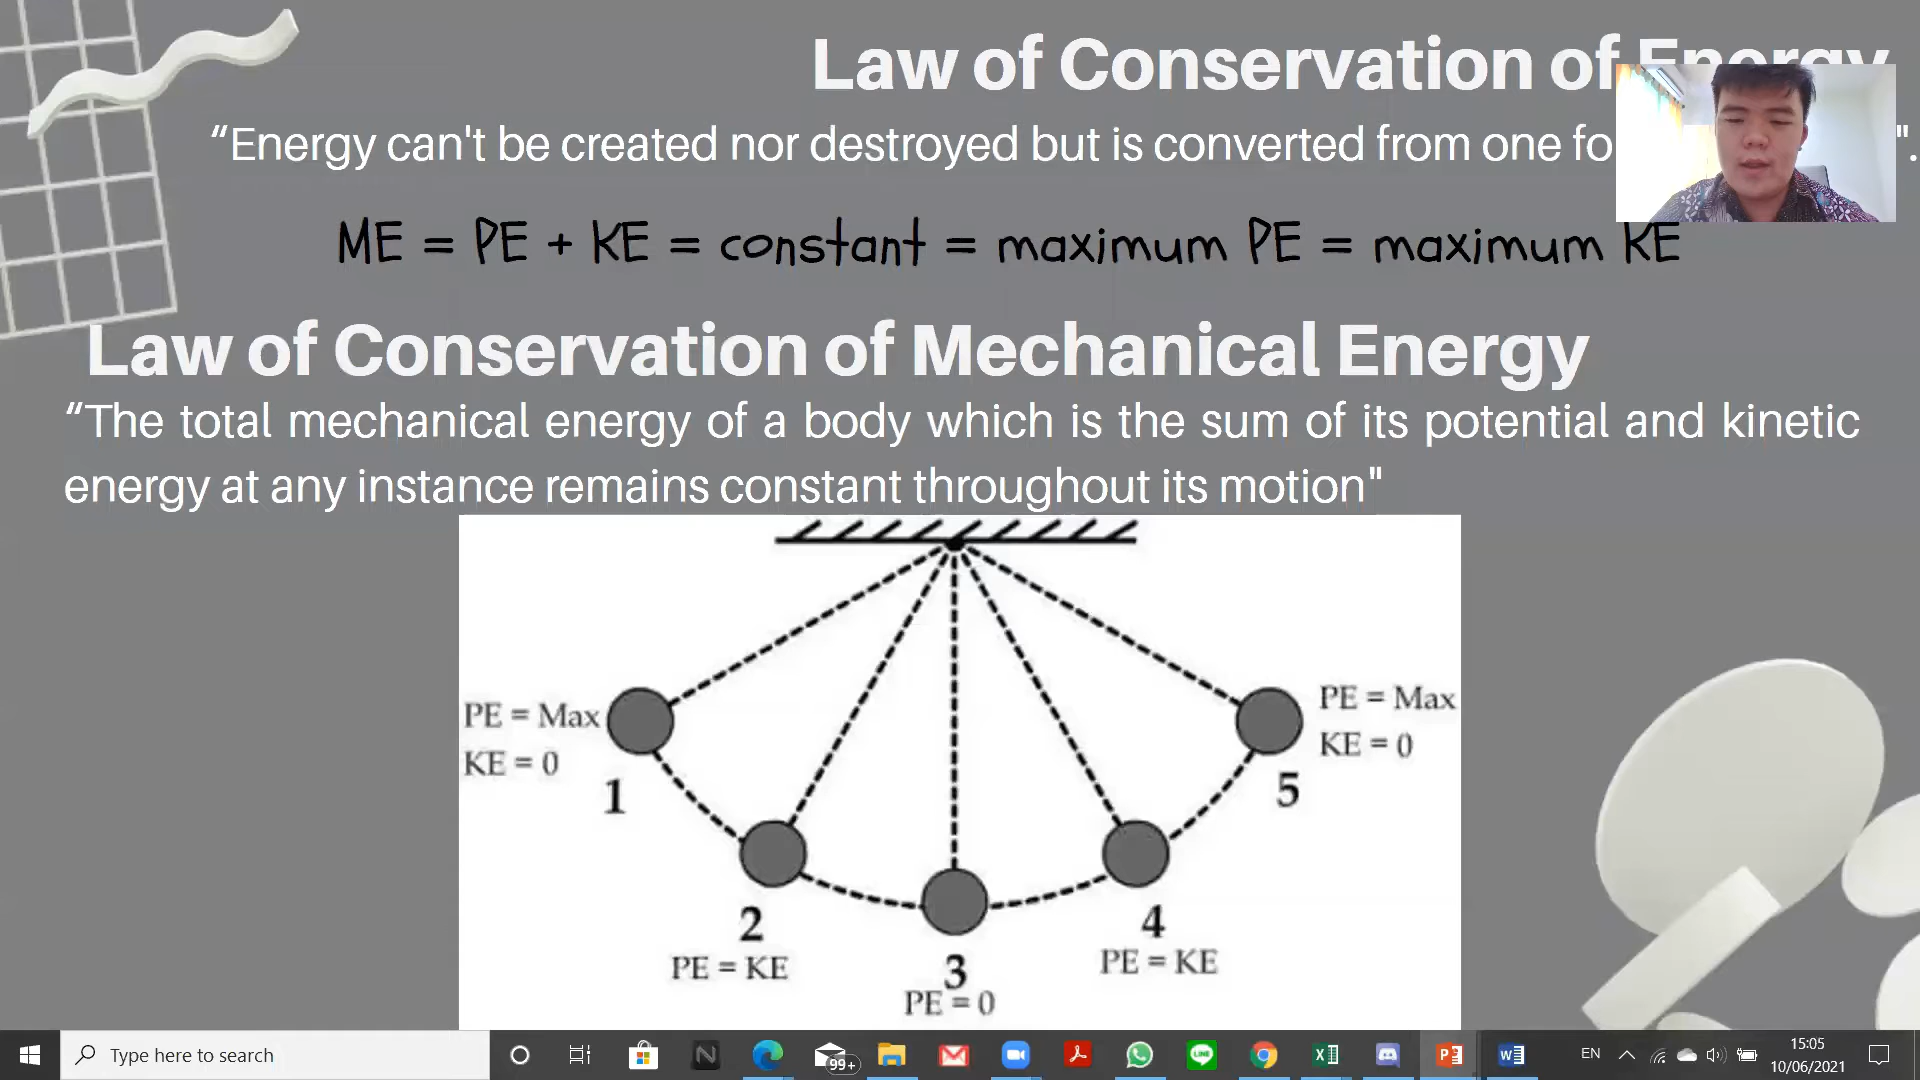 Law of Conservation of Energy
“Energy can't be created nor destroyed but is converted from one fo ".
ME = PE + KE = constant = maximum PE = maximum KE
Law of Conservation of Mechanical Energy
“The total mechanical energy of a body which is the sum of its potential and kinetic
energy at any instance remains constant throughout its motion"
PE = Max
KE = 0
1
2
PE = KE
3
PE = 0
4
PE = KE
5
PE = Max
KE = 0
Type here to search
99+
EN
15:05
10/06/2021